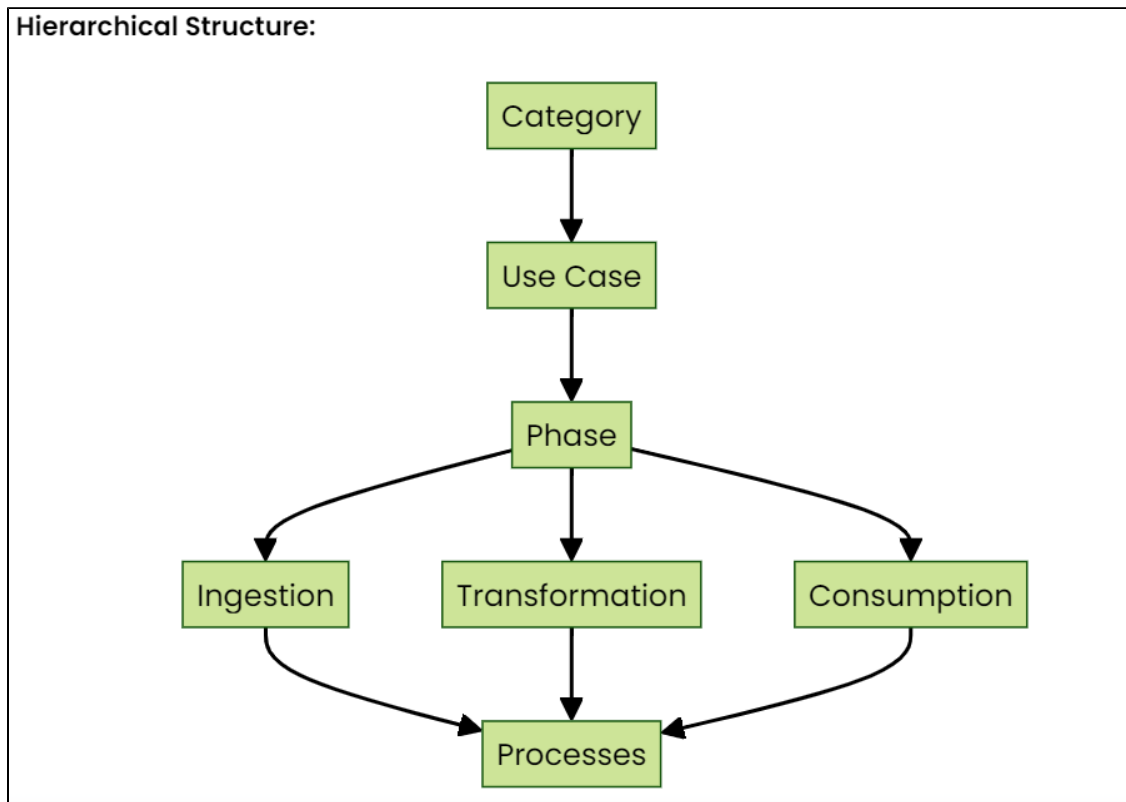 Hierarchical Structure:
Category
Use Case
Phase
Ingestion
Transformation
Consumption
Processes